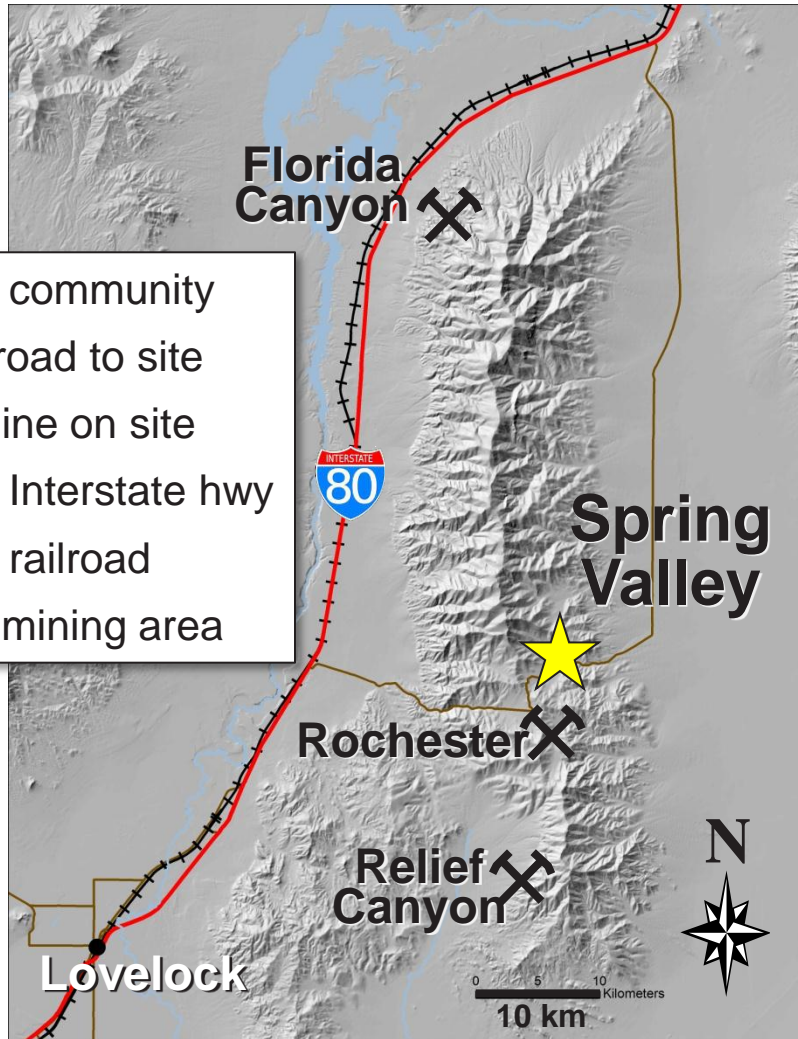 Florida
Canyon
community
road to site
ine on site
Interstate hwy
railroad
mining area
INTERSTATE
80
Spring
Valley
Rochester
Relief
Canyon
N
Lovelock
0 5 10
Kilometers
10 km